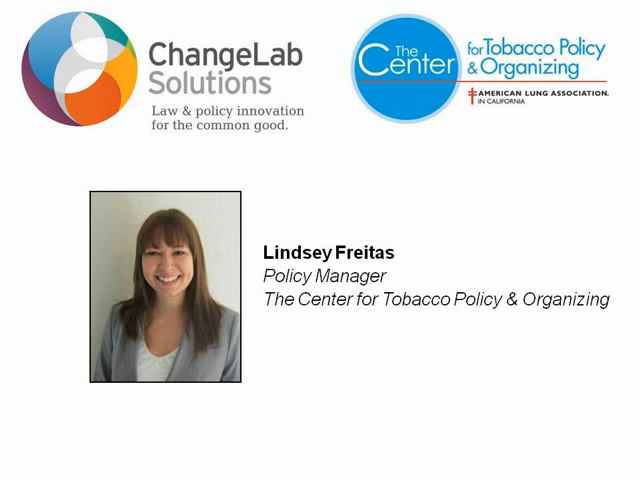 ChangeLab
Solutions
Law & policy innovation
for the common good.
The
Center
for Tobacco Policy
& Organizing
AMERICAN LUNG ASSOCIATION.
IN CALIFORNIA
Lindsey Freitas
Policy Manager
The Center for Tobacco Policy & Organizing